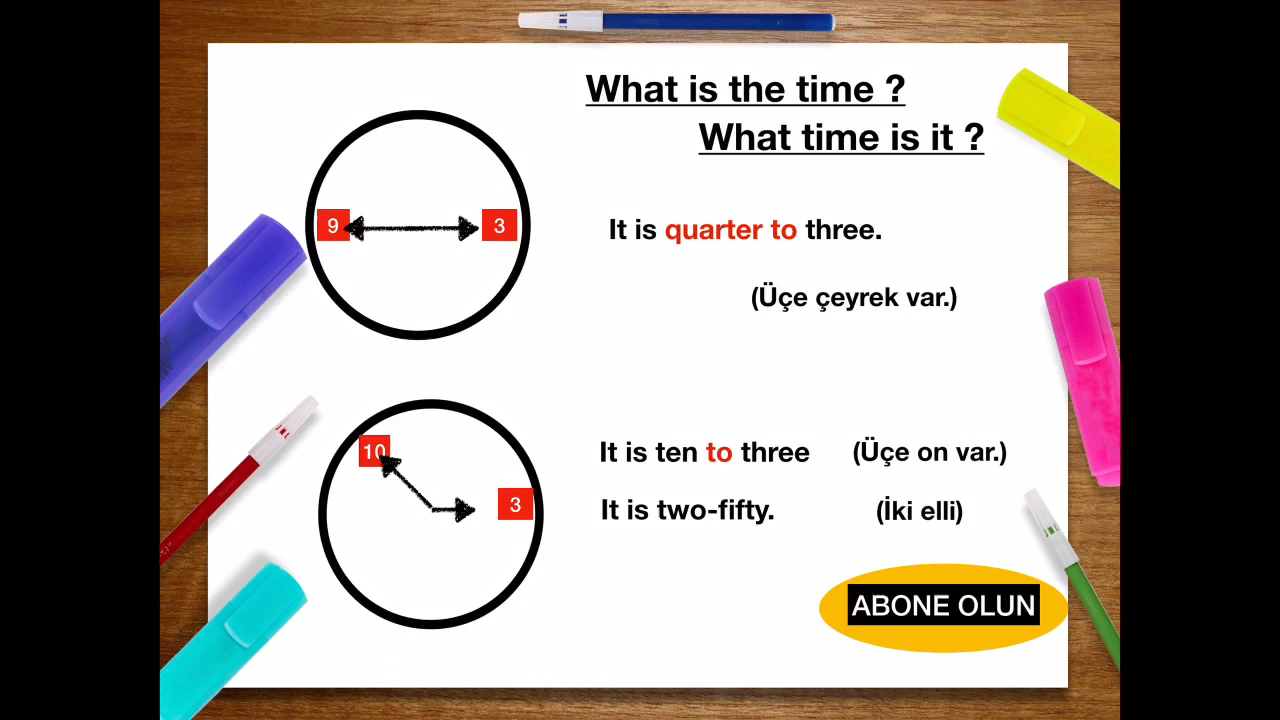 What is the time ?
What time is it ?
9 3
It is quarter to three.
(Üçe çeyrek var.)
10
3
It is ten to three (Üçe on var.)
It is two-fifty. (İki elli)
ABONE OLUN